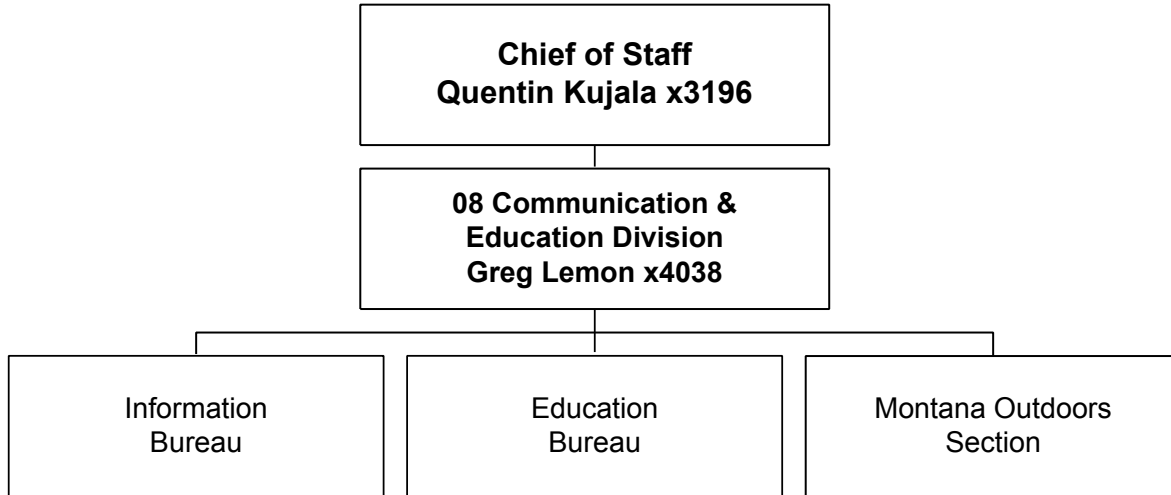 Chief of Staff
Quentin Kujala x3196
08 Communication &
Education Division
Greg Lemon x4038
Information
Bureau
Education
Bureau
Montana Outdoors
Section